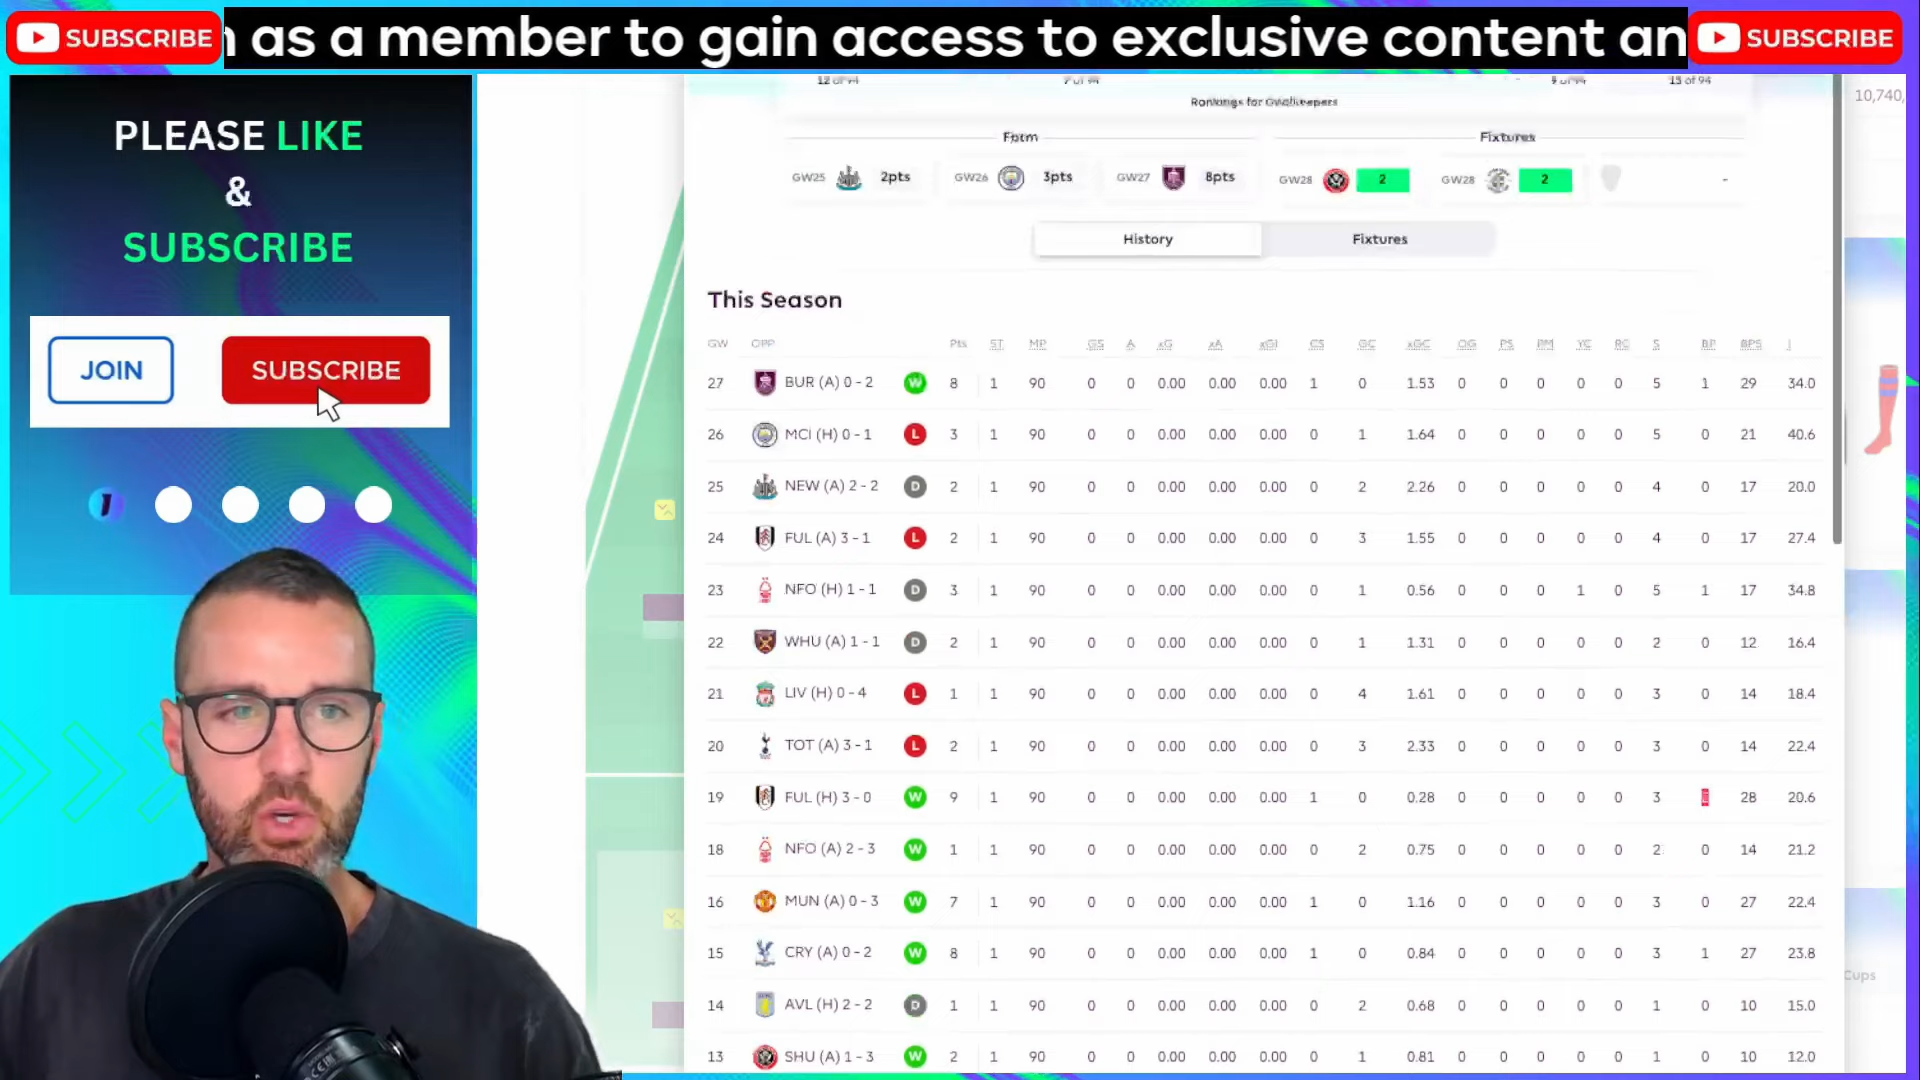 SUBSCRIBE
as a member to gain access to exclusive content an
SUBSCRIBE
PLEASE LIKE
&
SUBSCRIBE
JOIN
SUBSCRIBE
10,740,
12 of 94
7 of 94
9 of 94
15 of 94
Rankings for Goalkeepers
Form
Fixtures
GW25 2pts
GW26 3pts
GW27 8pts
GW28 2
GW28 2
-
History
Fixtures
This Season
GW OPP Pts ST MP GS A xG xA xGI CS GC xGC OG PS PM YC RC S BP BPS I
27 BUR (A) 0 - 2 W 8 1 90 0 0 0.00 0.00 0.00 1 0 1.53 0 0 0 0 0 5 1 29 34.0
26 MCI (H) 0 - 1 L 3 1 90 0 0 0.00 0.00 0.00 0 1 1.64 0 0 0 0 0 5 0 21 40.6
25 NEW (A) 2 - 2 D 2 1 90 0 0 0.00 0.00 0.00 0 2 2.26 0 0 0 0 0 4 0 17 20.0
24 FUL (A) 3 - 1 L 2 1 90 0 0 0.00 0.00 0.00 0 3 1.55 0 0 0 0 0 4 0 17 27.4
23 NFO (H) 1 - 1 D 3 1 90 0 0 0.00 0.00 0.00 0 1 0.56 0 0 0 1 0 5 1 17 34.8
22 WHU (A) 1 - 1 D 2 1 90 0 0 0.00 0.00 0.00 0 1 1.31 0 0 0 0 0 2 0 12 16.4
21 LIV (H) 0 - 4 L 1 1 90 0 0 0.00 0.00 0.00 0 4 1.61 0 0 0 0 0 3 0 14 18.4
20 TOT (A) 3 - 1 L 2 1 90 0 0 0.00 0.00 0.00 0 3 2.33 0 0 0 0 0 3 0 14 22.4
19 FUL (H) 3 - 0 W 9 1 90 0 0 0.00 0.00 0.00 1 0 0.28 0 0 0 0 0 3 28 20.6
18 NFO (A) 2 - 3 W 1 1 90 0 0 0.00 0.00 0.00 0 2 0.75 0 0 0 0 0 2 0 14 21.2
16 MUN (A) 0 - 3 W 7 1 90 0 0 0.00 0.00 0.00 1 0 1.16 0 0 0 0 0 3 0 27 22.4
15 CRY (A) 0 - 2 W 8 1 90 0 0 0.00 0.00 0.00 1 0 0.84 0 0 0 0 0 3 1 27 23.8
14 AVL (H) 2 - 2 D 1 1 90 0 0 0.00 0.00 0.00 0 2 0.68 0 0 0 0 0 1 0 10 15.0
13 SHU (A) 1 - 3 W 2 1 90 0 0 0.00 0.00 0.00 0 1 0.81 0 0 0 0 0 1 0 10 12.0
Cups